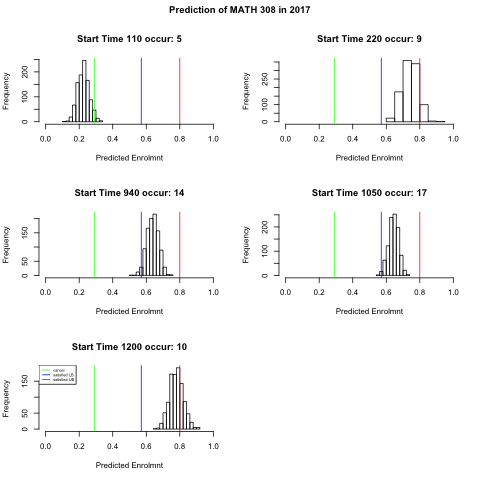 Prediction of MATH 308 in 2017
Start Time 110 occur: 5
Frequency
0 100 200
0.0 0.2 0.4 0.6 0.8 1.0
Predicted Enrolmnt
Start Time 220 occur: 9
Frequency
0 100 250
0.0 0.2 0.4 0.6 0.8 1.0
Predicted Enrolmnt
Start Time 940 occur: 14
Frequency
0 50 150
0.0 0.2 0.4 0.6 0.8 1.0
Predicted Enrolmnt
Start Time 1050 occur: 17
Frequency
0 100 200
0.0 0.2 0.4 0.6 0.8 1.0
Predicted Enrolmnt
Start Time 1200 occur: 10
satisfied LB
satisfied UB
Frequency
0 50 150
0.0 0.2 0.4 0.6 0.8 1.0
Predicted Enrolmnt